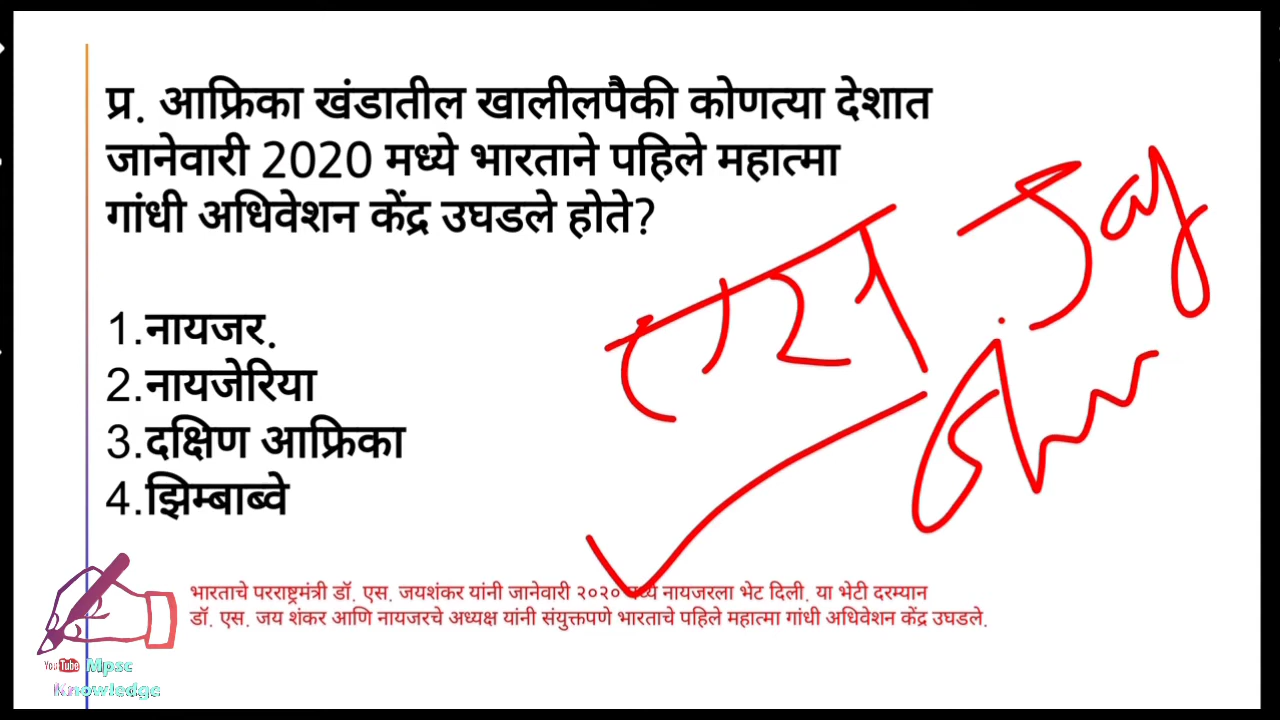 प्र. आफ्रिका खंडातील खालीलपैकी कोणत्या देशात
जानेवारी 2020 मध्ये भारताने पहिले महात्मा
गांधी अधिवेशन केंद्र उघडले होते?
1.नायजर.
2.नायजेरिया
3.दक्षिण आफ्रिका
4.झिम्बाब्वे
Jay
भारताचे परराष्ट्रमंत्री डॉ. एस. जयशंकर यांनी जानेवारी २०२० मध्ये नायजरला भेट दिली. या भेटी दरम्यान
डॉ. एस. जय शंकर आणि नायजरचे अध्यक्ष यांनी संयुक्तपणे भारताचे पहिले महात्मा गांधी अधिवेशन केंद्र उघडले.
YouTube Mpsc
Knowledge